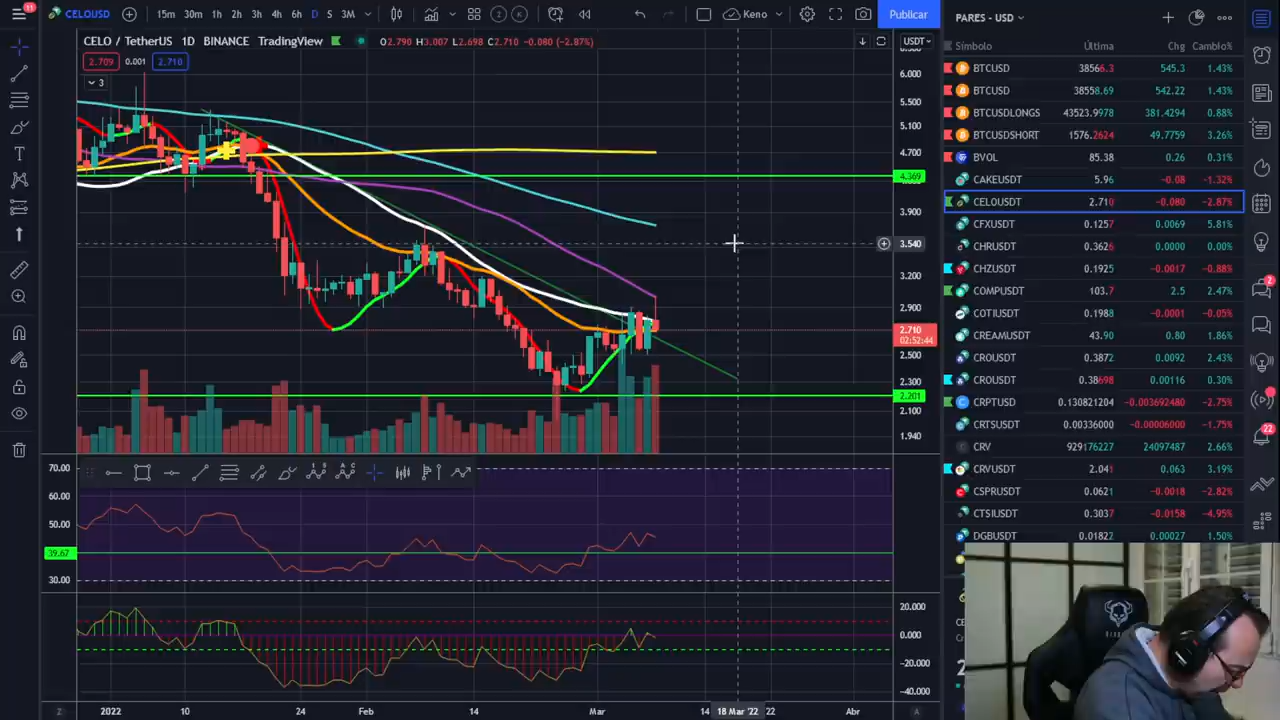 11
CELOUSD
15m 30m 1h 2h 3h 4h 6h D S 3M
Keno
Publicar
CELO / TetherUS 1D BINANCE TradingView
O2.790 H3.007 L2.698 C2.710 -0.080 (-2.87%)
2.709 0.001 2.710
3
USDT
6.000
5.500
5.100
4.700
4.369
3.900
3.540
3.200
2.900
2.710
02:52:44
2.500
2.300
2.201
2.100
1.940
70.00
60.00
50.00
39.67
30.00
20.000
0.000
-20.000
-40.000
Z
2022
10
24
Feb
14
Mar
14
18 Mar '22
22
Abr
A
PARES - USD
Símbolo Última Chg Cambio%
BTCUSD 38566.3 545.3 1.43%
BTCUSD 38558.69 542.22 1.43%
BTCUSDLONGS 43523.9978 381.4294 0.88%
BTCUSDSHORT 1576.2624 49.7759 3.26%
BVOL 85.38 0.26 0.31%
CAKEUSDT 5.96 -0.08 -1.32%
CELOUSDT 2.710 -0.080 -2.87%
CFXUSDT 0.1257 0.0069 5.81%
CHRUSDT 0.3626 0.0000 0.00%
CHZUSDT 0.1925 -0.0017 -0.88%
COMPUSDT 103.7 2.5 2.47%
COTIUSDT 0.1988 -0.0001 -0.05%
CREAMUSDT 43.90 0.80 1.86%
CROUSDT 0.3872 0.0092 2.43%
CROUSDT 0.38698 0.00116 0.30%
CRPTUSD 0.130821204 -0.003692480 -2.75%
CRTSUSDT 0.00336000 -0.00006000 -1.75%
CRV 929176227 24097487 2.66%
CRVUSDT 2.041 0.063 3.19%
CSPRUSDT 0.0621 -0.0018 -2.82%
CTSIUSDT 0.3037 -0.0158 -4.95%
DGBUSDT 0.01822 0.00027 1.50%
2
22